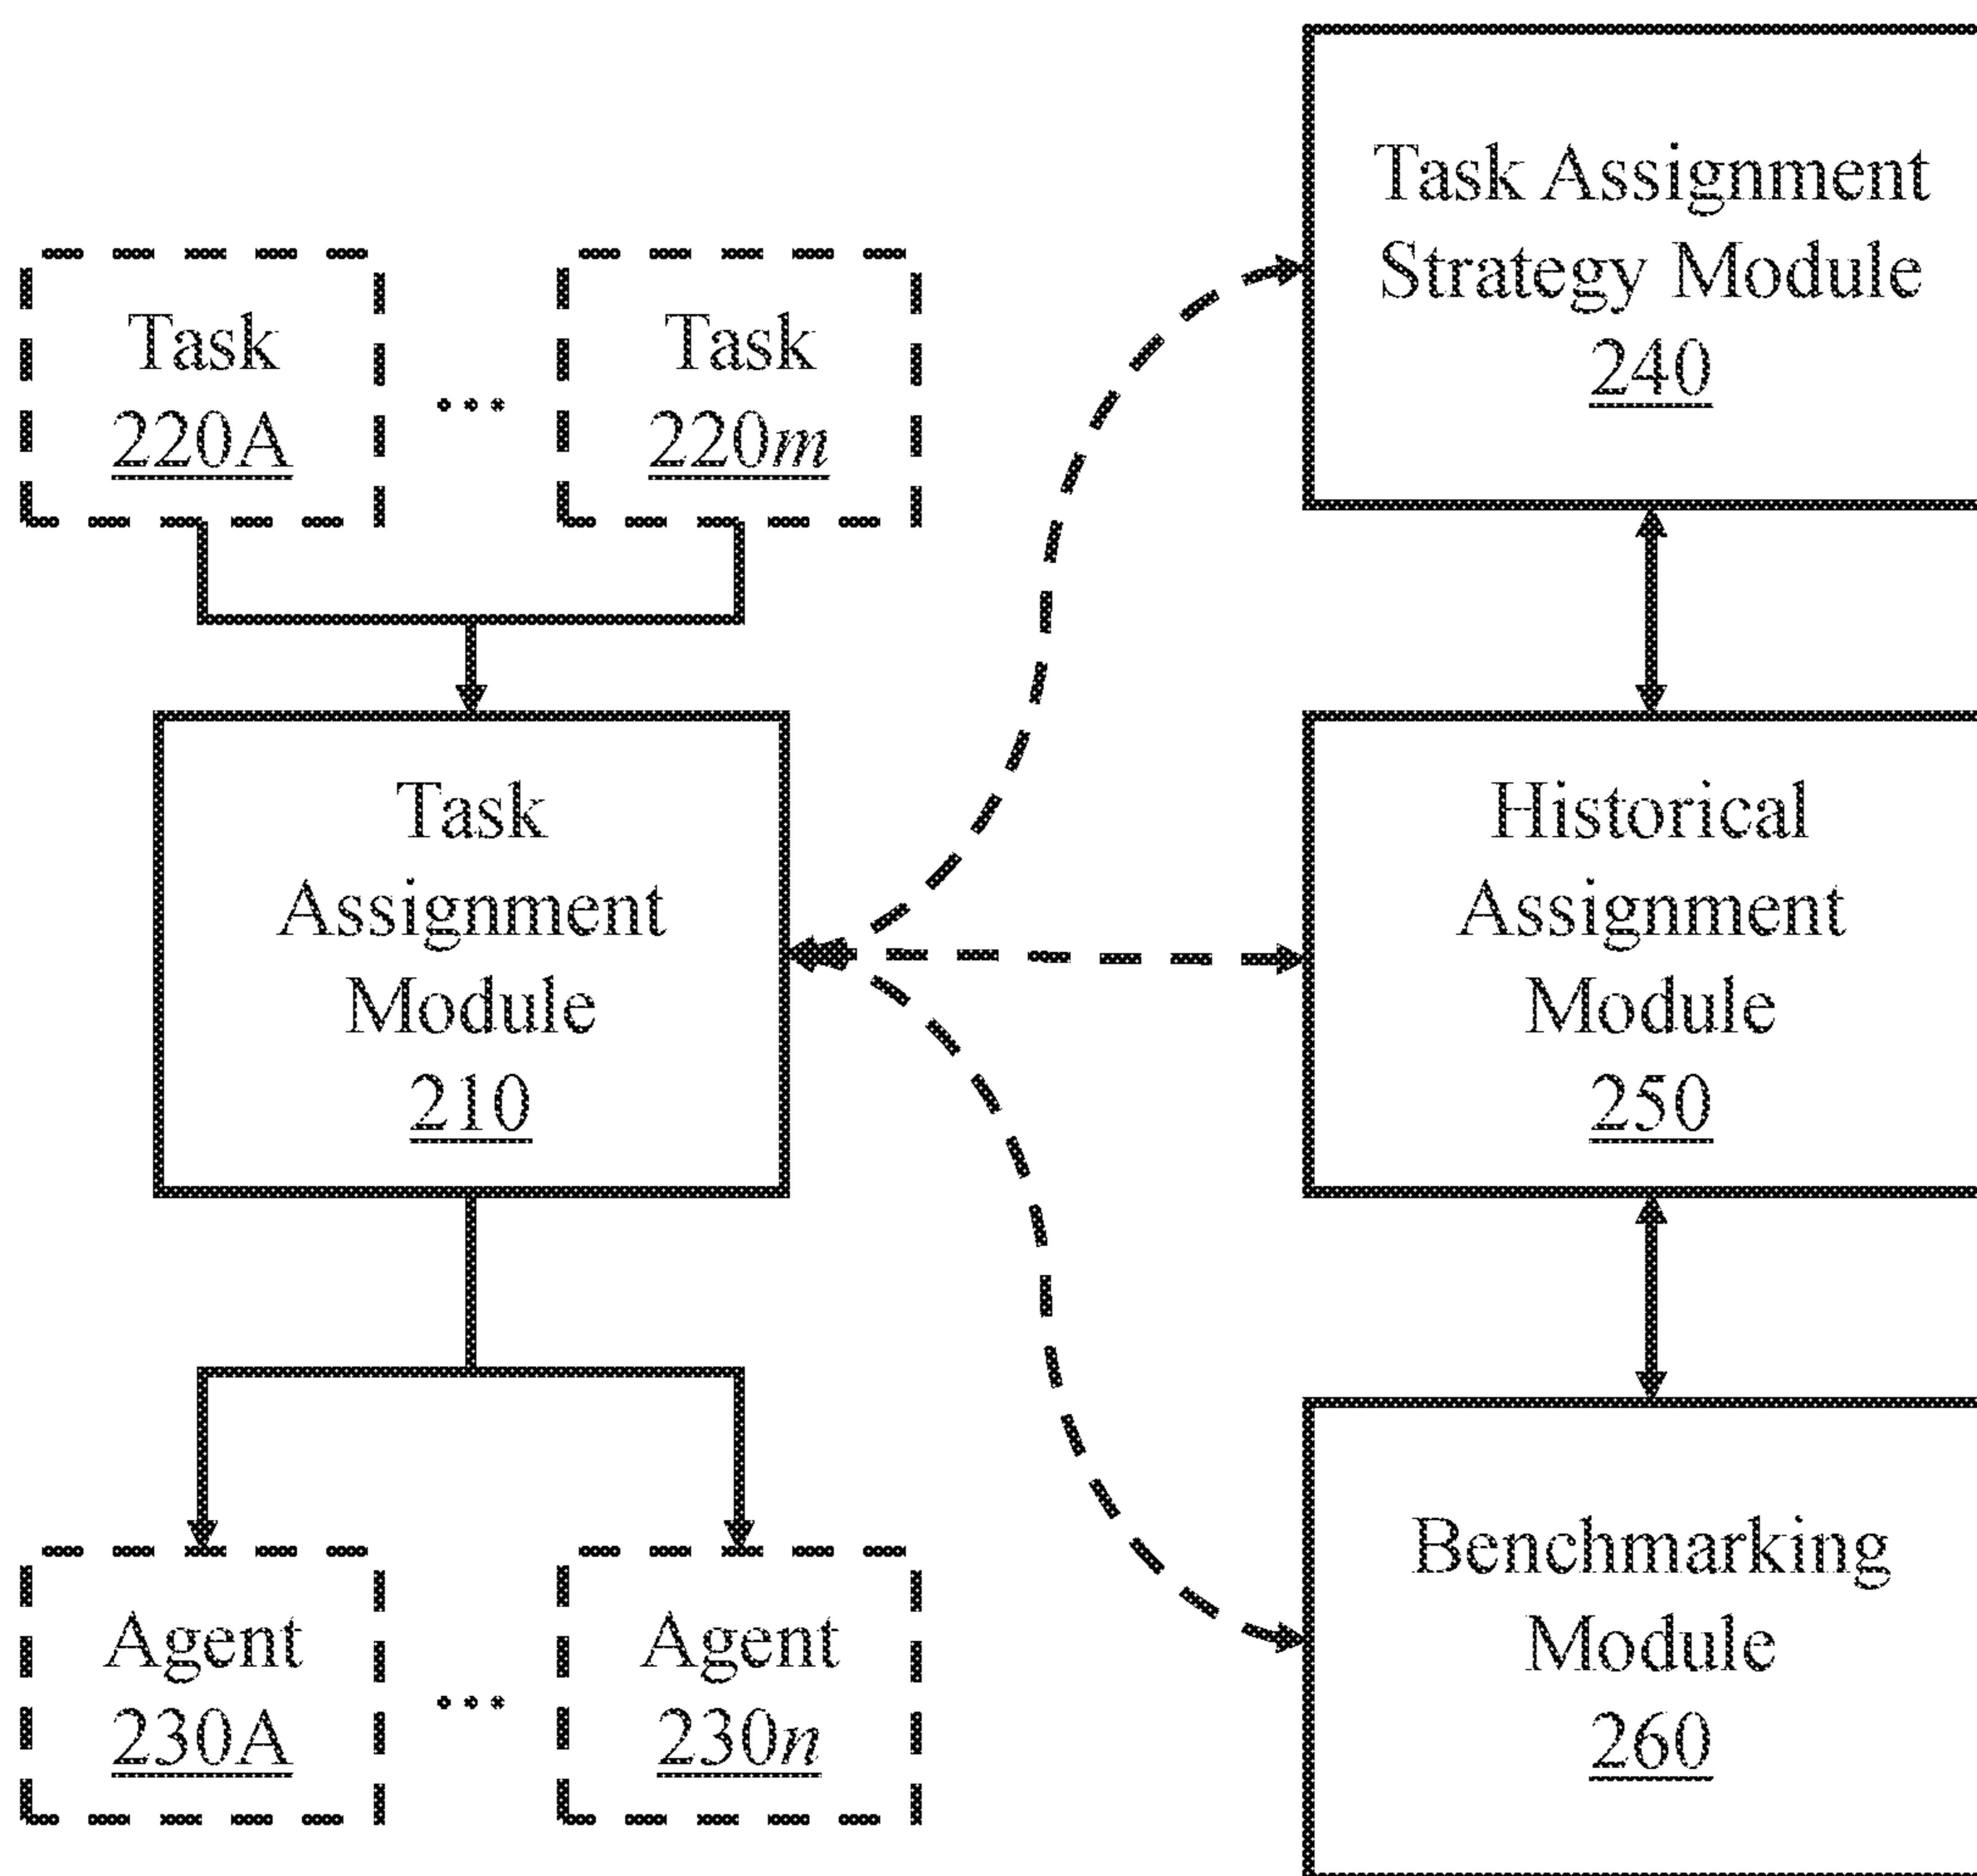 Task Assignment
Strategy Module
240
Task
220A
...
Task
220m
Task
Assignment
Module
210
Historical
Assignment
Module
250
Agent
230A
...
Agent
230n
Benchmarking
Module
260